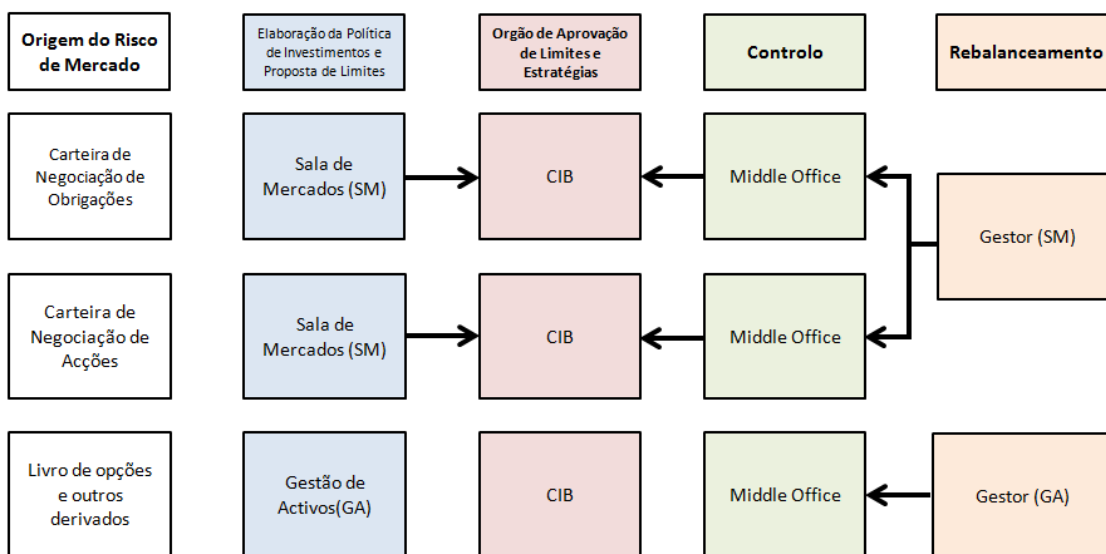 Origem do Risco
de Mercado
Elaboração da Política
de Investimentos e
Proposta de Limites
Orgão de Aprovação
de Limites e
Estratégias
Controlo
Rebalanceamento
Carteira de
Negociação de
Obrigações
Sala de
Mercados (SM)
CIB
Middle Office
Gestor (SM)
Carteira de
Negociação de
Acções
Sala de
Mercados (SM)
CIB
Middle Office
Livro de opções
e outros
derivados
Gestão de
Activos(GA)
CIB
Middle Office
Gestor (GA)